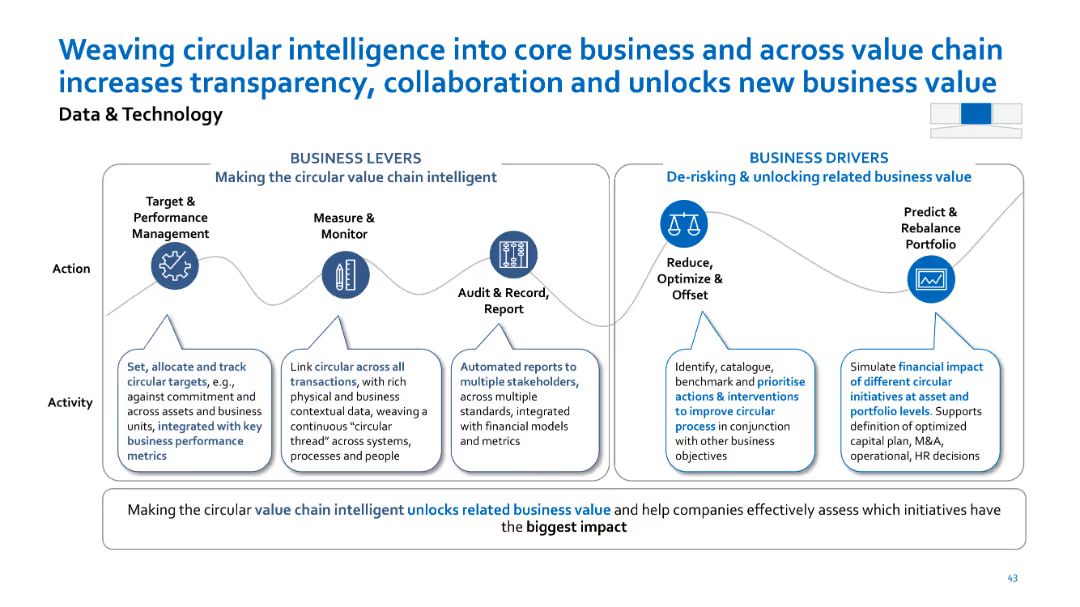 Weaving circular intelligence into core business and across value chain
increases transparency, collaboration and unlocks new business value
Data & Technology
BUSINESS LEVERS
Making the circular value chain intelligent
BUSINESS DRIVERS
De-risking & unlocking related business value
Action
Target &
Performance
Management
Measure &
Monitor
Audit & Record,
Report
Reduce,
Optimize &
Offset
Predict &
Rebalance
Portfolio
Activity
Set, allocate and track
circular targets, e.g.,
against commitment and
across assets and business
units, integrated with key
business performance
metrics
Link circular across all
transactions, with rich
physical and business
contextual data, weaving a
continuous “circular
thread” across systems,
processes and people
Automated reports to
multiple stakeholders,
across multiple
standards, integrated
with financial models
and metrics
Identify, catalogue,
benchmark and prioritise
actions & interventions
to improve circular
process in conjunction
with other business
objectives
Simulate financial impact
of different circular
initiatives at asset and
portfolio levels. Supports
definition of optimized
capital plan, M&A,
operational, HR decisions
Making the circular value chain intelligent unlocks related business value and help companies effectively assess which initiatives have
the biggest impact
43